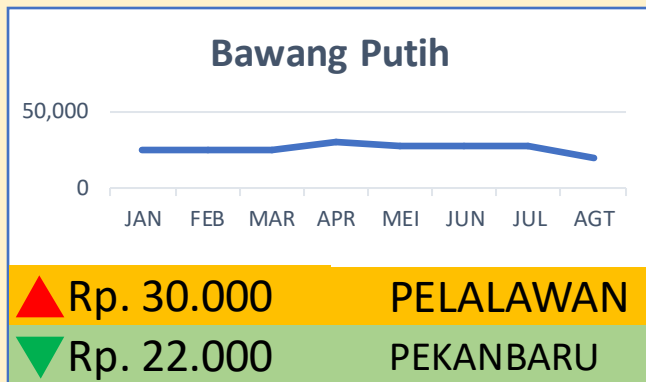 Bawang Putih
50,000
0
JAN FEB MAR APR MEI JUN JUL AGT
Rp. 30.000 PELALAWAN
Rp. 22.000 PEKANBARU